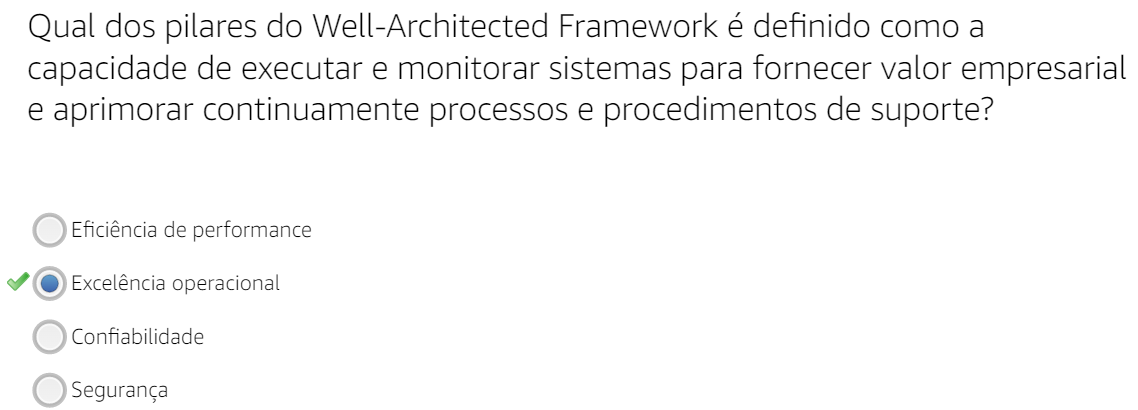 Qual dos pilares do Well-Architected Framework é definido como a
capacidade de executar e monitorar sistemas para fornecer valor empresarial
e aprimorar continuamente processos e procedimentos de suporte?
Eficiência de performance
Excelência operacional
Confiabilidade
Segurança